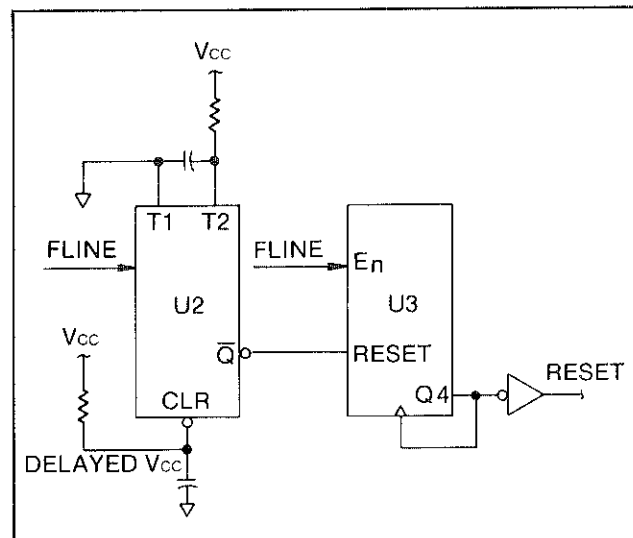 Vcc
T1 T2
FLINE
U2
Q
CLR
Vcc
DELAYED Vcc
FLINE
En
U3
RESET
Q4
RESET